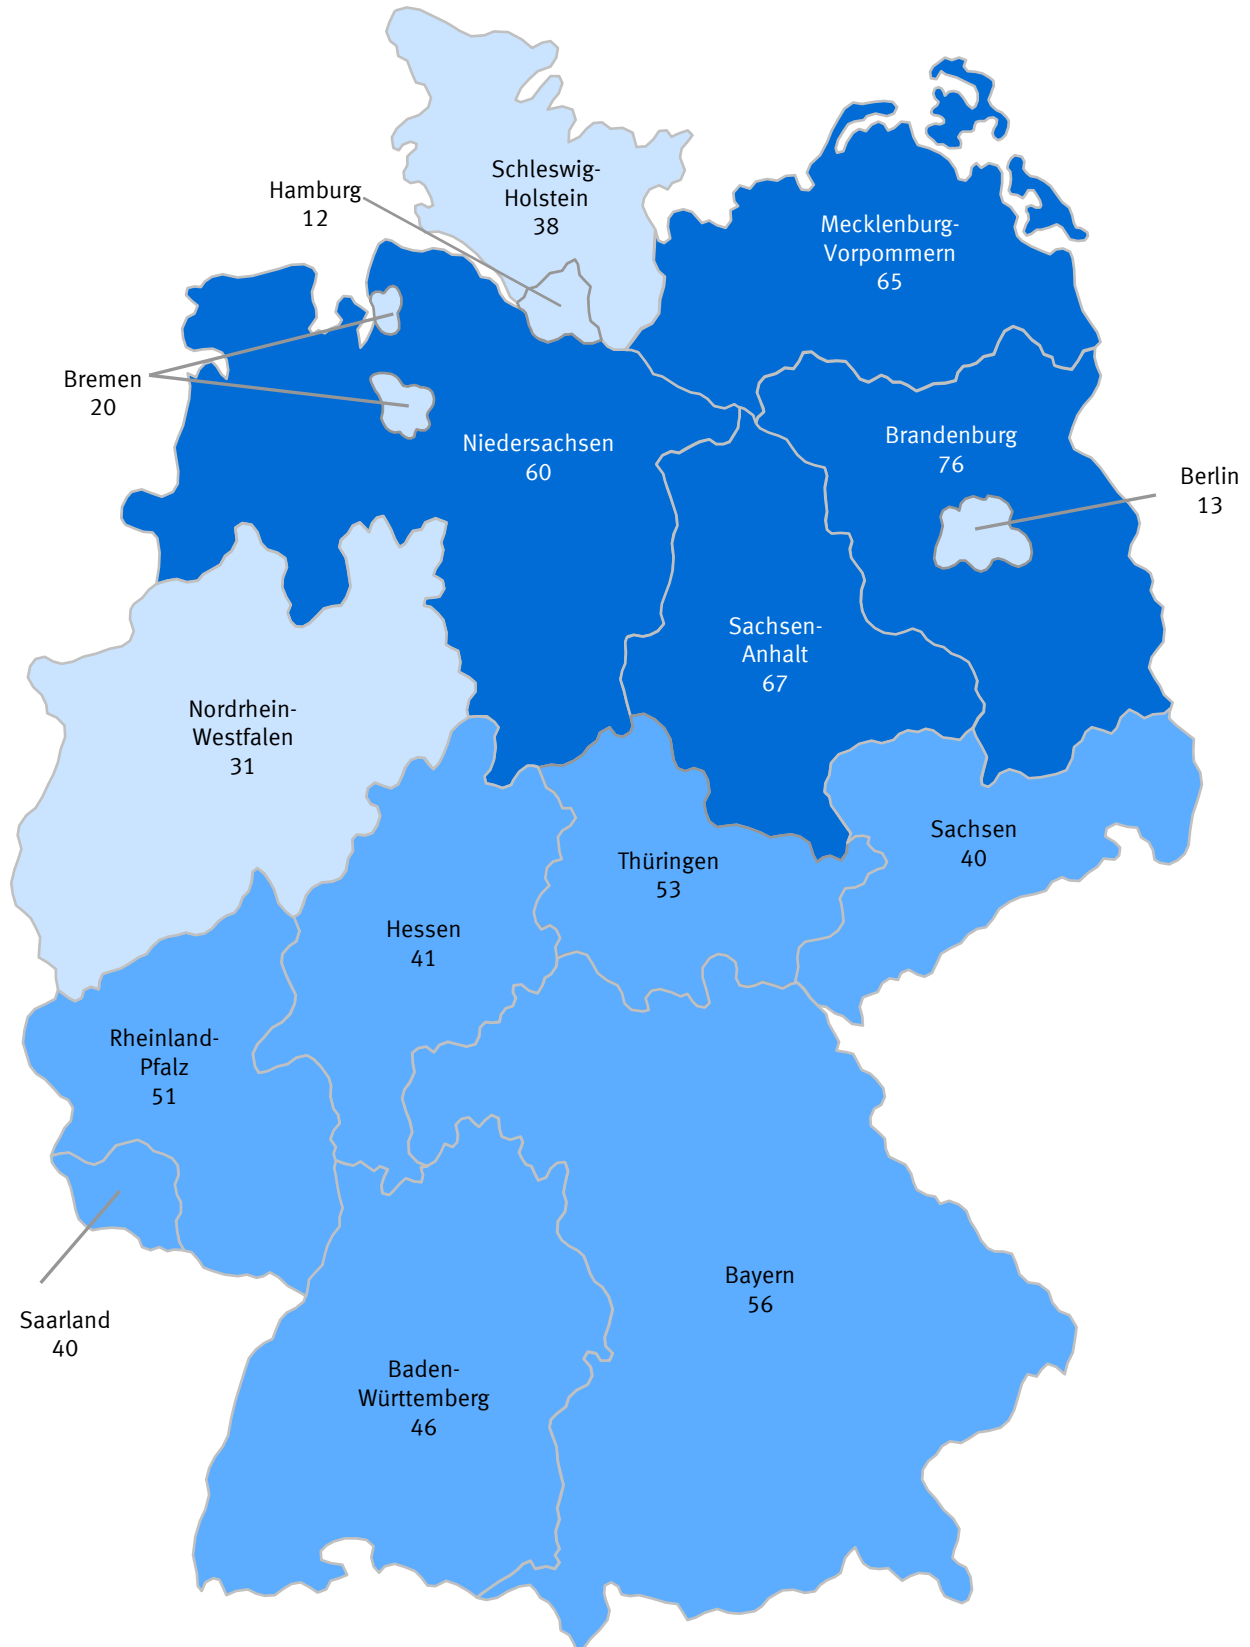 Schleswig-
Holstein
38
Hamburg
12
Mecklenburg-
Vorpommern
65
Bremen
20
Niedersachsen
60
Brandenburg
76
Berlin
13
Sachsen-
Anhalt
67
Nordrhein-
Westfalen
31
Sachsen
40
Thüringen
53
Hessen
41
Rheinland-
Pfalz
51
Saarland
40
Bayern
56
Baden-
Württemberg
46